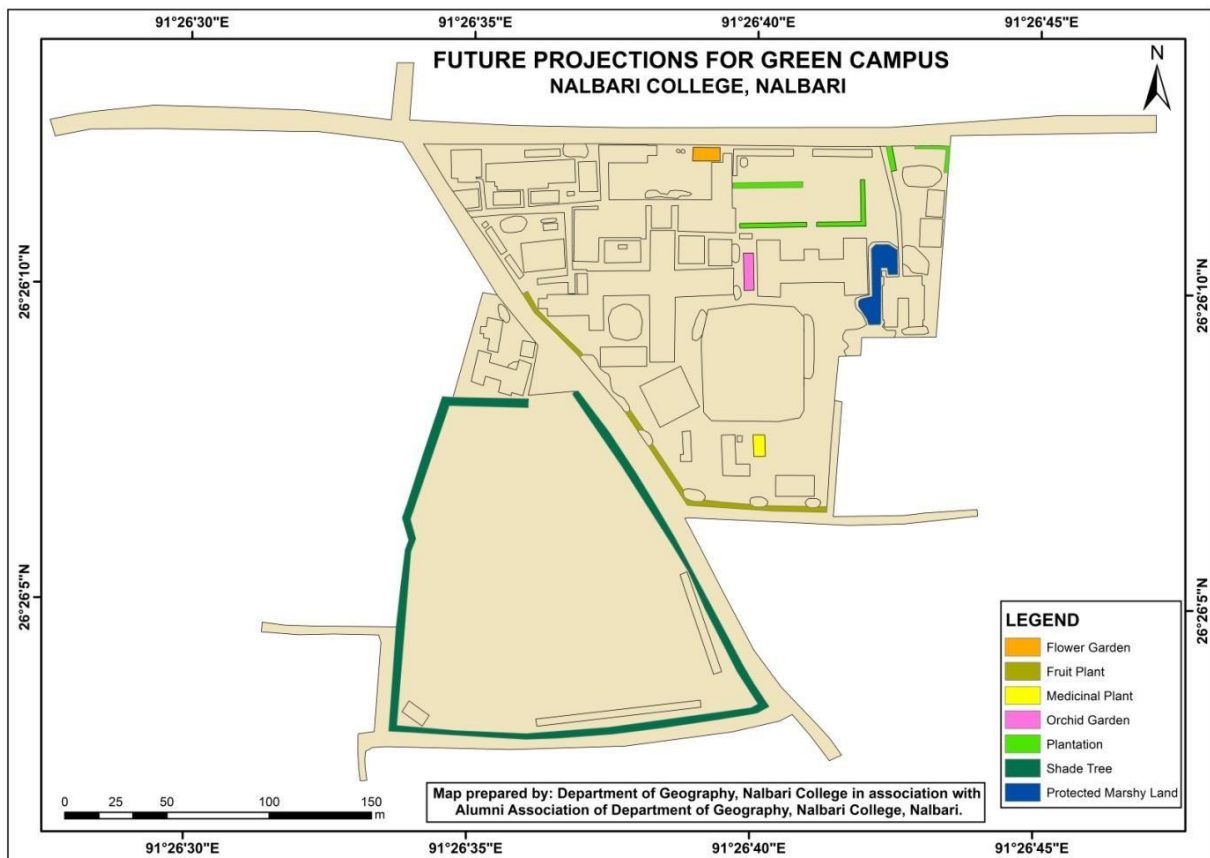 91°26'30"E 91°26'35"E 91°26'40"E 91°26'45"E
FUTURE PROJECTIONS FOR GREEN CAMPUS
NALBARI COLLEGE, NALBARI
N
26°26'10"N 26°26'10"N
26°26'5"N 26°26'5"N
LEGEND
Flower Garden
Fruit Plant
Medicinal Plant
Orchid Garden
Plantation
Shade Tree
Protected Marshy Land
0 25 50 100 150
m
Map prepared by: Department of Geography, Nalbari College in association with
Alumni Association of Department of Geography, Nalbari College, Nalbari.
91°26'30"E 91°26'35"E 91°26'40"E 91°26'45"E